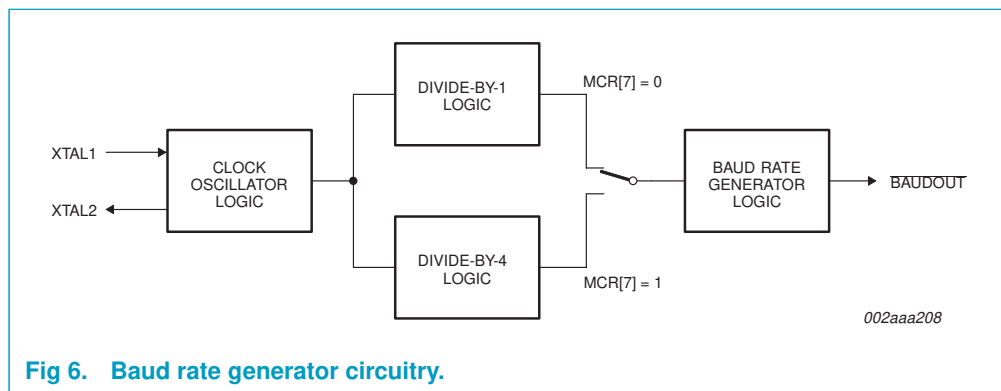 DIVIDE-BY-1
LOGIC
MCR[7] = 0
XTAL1
XTAL2
CLOCK
OSCILLATOR
LOGIC
BAUD RATE
GENERATOR
LOGIC
BAUDOUT
DIVIDE-BY-4
LOGIC
MCR[7] = 1
002aaa208
Fig 6. Baud rate generator circuitry.